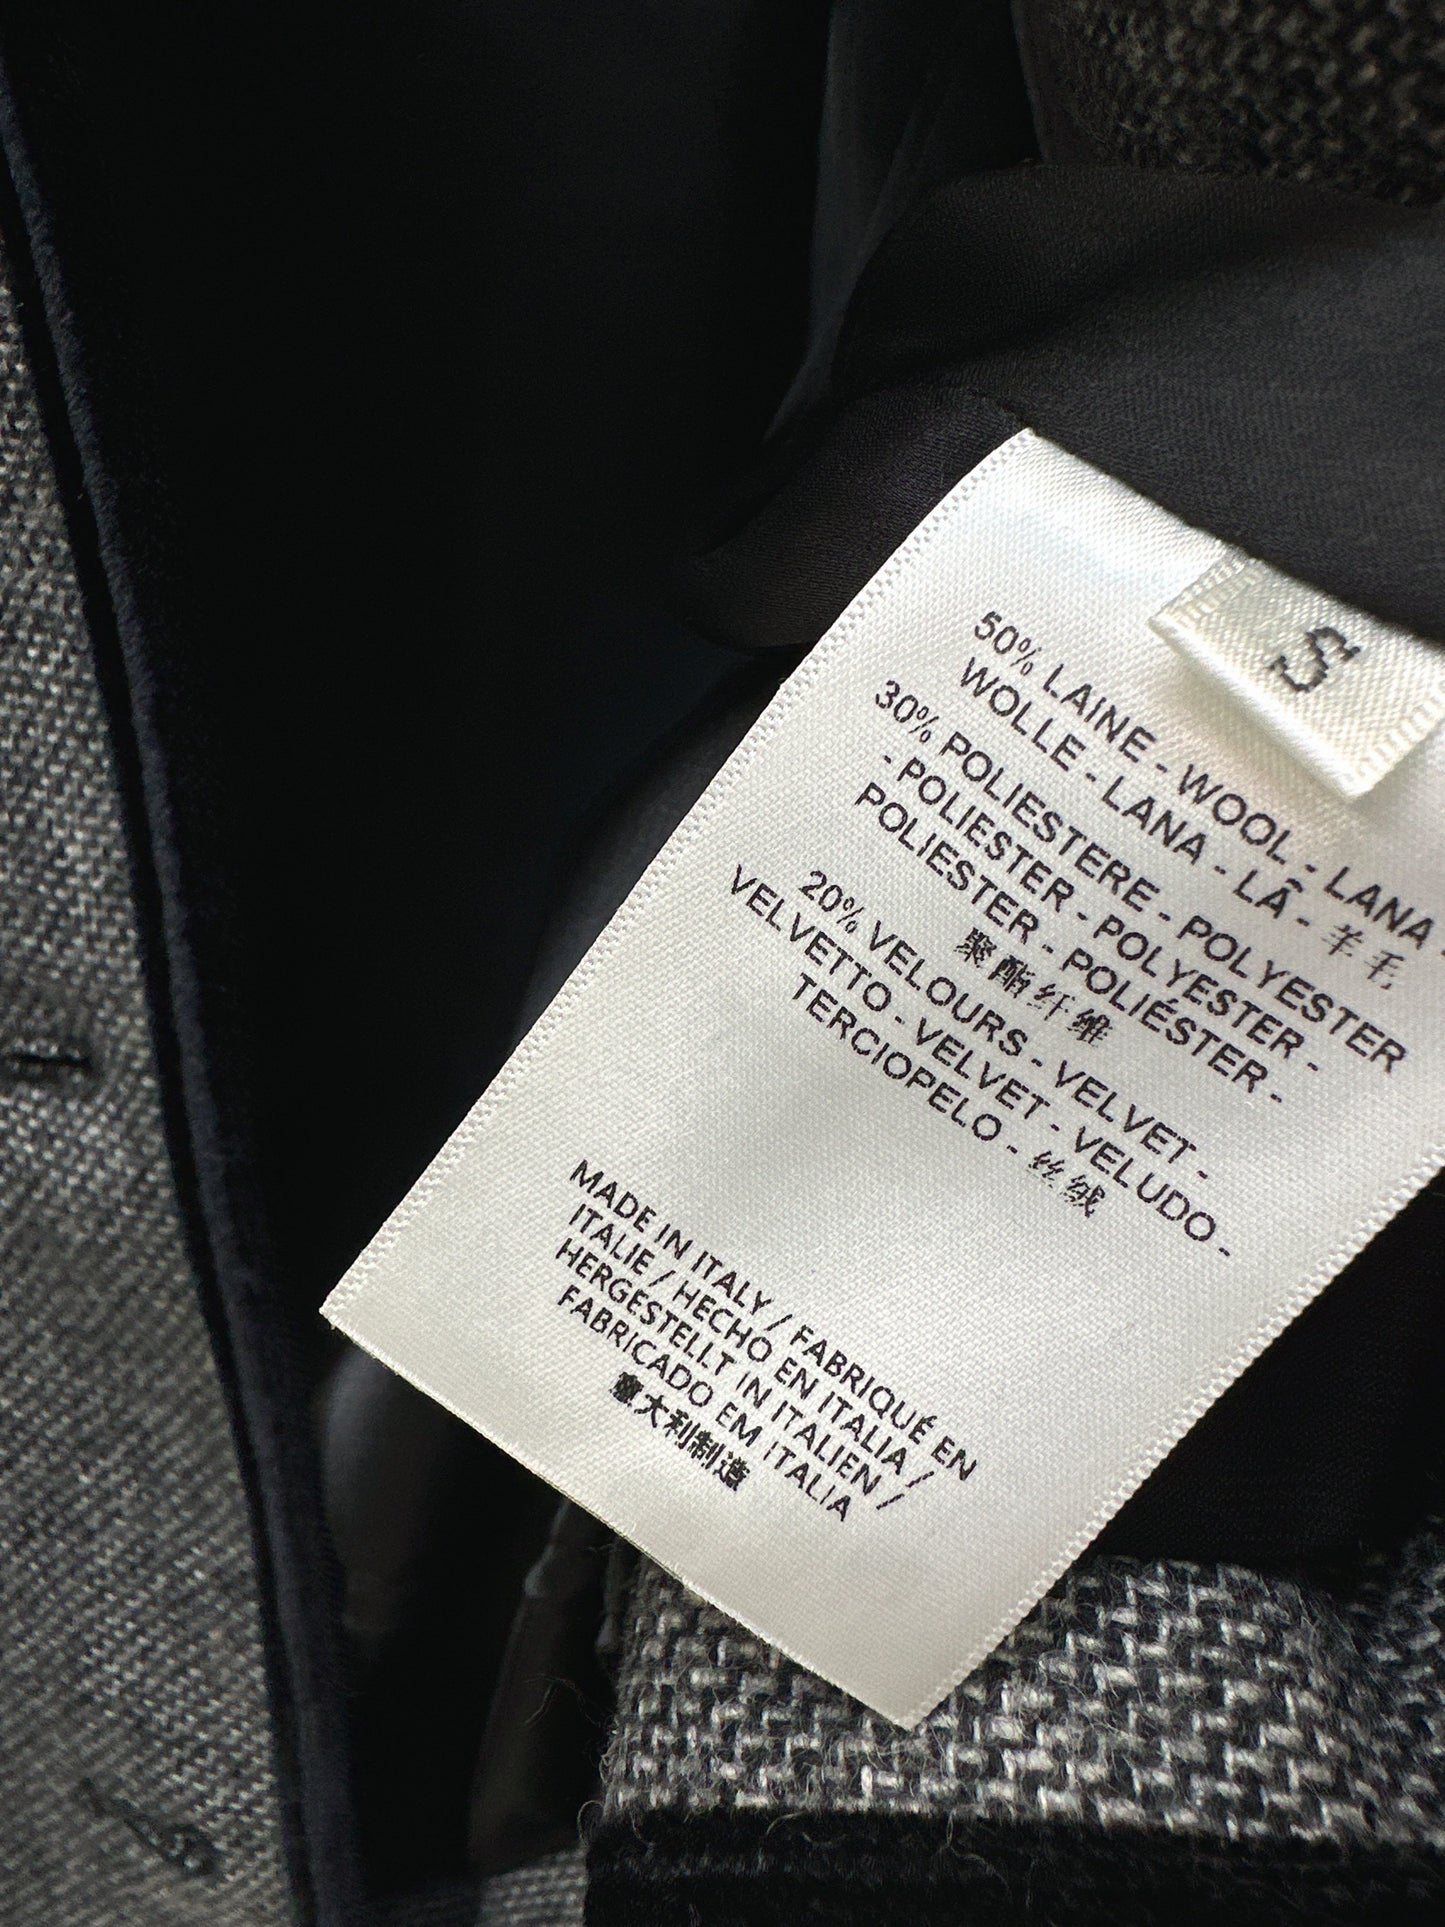 S
50% LAINE - WOOL - LANA -
WOLLE - LANA - LÃ - 羊毛
30% POLIESTERE - POLYESTER
- POLIESTER - POLYESTER -
POLIESTER - POLIÉSTER -
聚酯纤维
20% VELOURS - VELVET -
VELVETTO - VELVET - VELUDO -
TERCIOPELO - 丝绒
MADE IN ITALY / FABRIQUÉ EN
ITALIE / HECHO EN ITALIA /
HERGESTELLT IN ITALIEN /
FABRICADO EM ITALIA
意大利制造